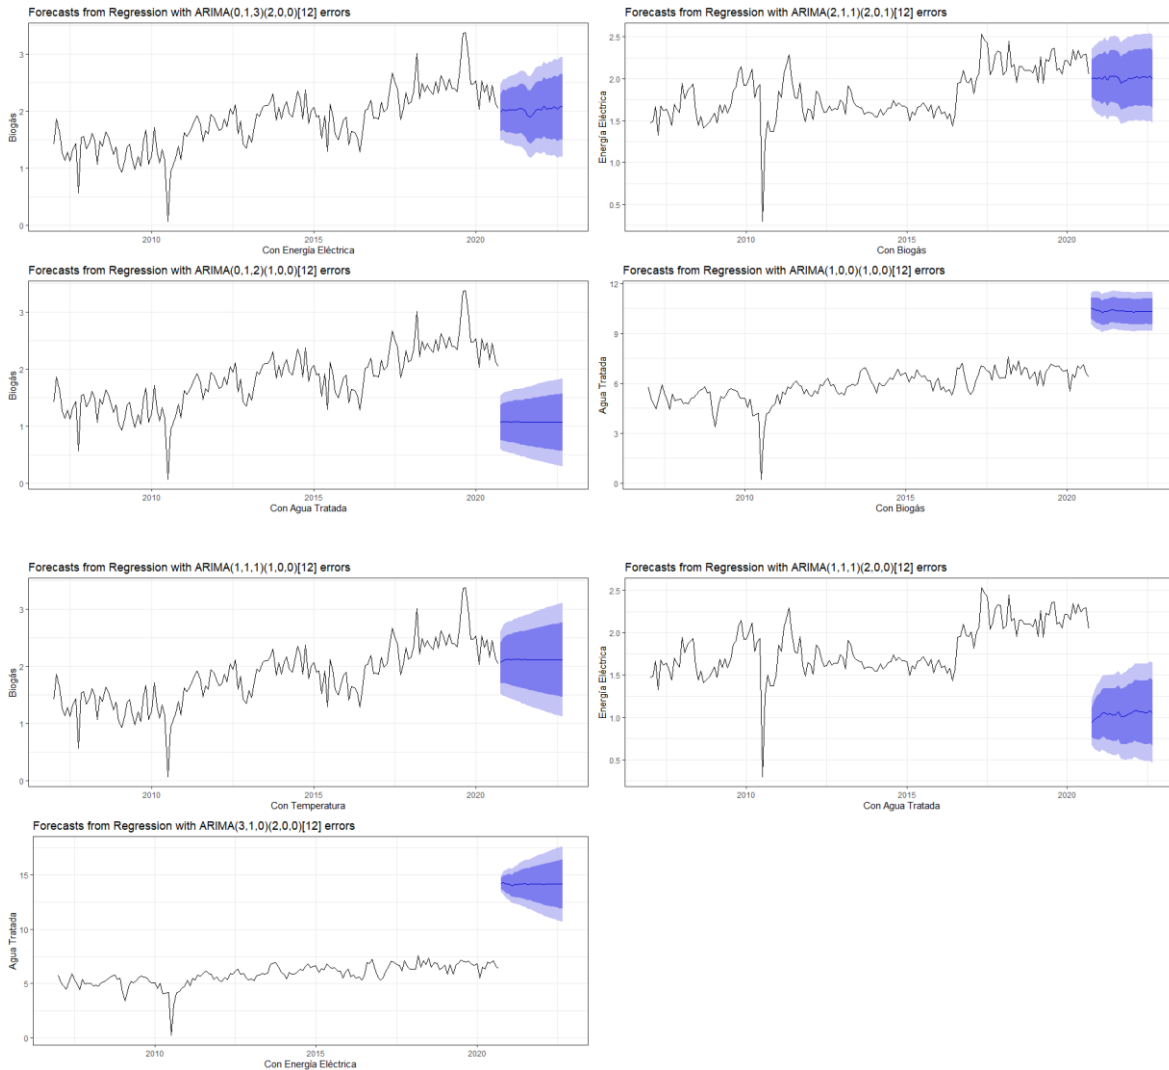 Forecasts from Regression with ARIMA(0,1,3)(2,0,0)[12] errors
Biogás
3
2
1
0
2010
2015
2020
Con Energía Eléctrica
Forecasts from Regression with ARIMA(2,1,1)(2,0,1)[12] errors
Energía Eléctrica
2.5
2.0
1.5
1.0
0.5
2010
2015
2020
Con Biogás
Forecasts from Regression with ARIMA(0,1,2)(1,0,0)[12] errors
Biogás
3
2
1
0
2010
2015
2020
Con Agua Tratada
Forecasts from Regression with ARIMA(1,0,0)(1,0,0)[12] errors
Agua Tratada
12
9
6
3
0
2010
2015
2020
Con Biogás
Forecasts from Regression with ARIMA(1,1,1)(1,0,0)[12] errors
Biogás
3
2
1
0
2010
2015
2020
Con Temperatura
Forecasts from Regression with ARIMA(1,1,1)(2,0,0)[12] errors
Energía Eléctrica
2.5
2.0
1.5
1.0
0.5
2010
2015
2020
Con Agua Tratada
Forecasts from Regression with ARIMA(3,1,0)(2,0,0)[12] errors
Agua Tratada
15
10
5
0
2010
2015
2020
Con Energía Eléctrica